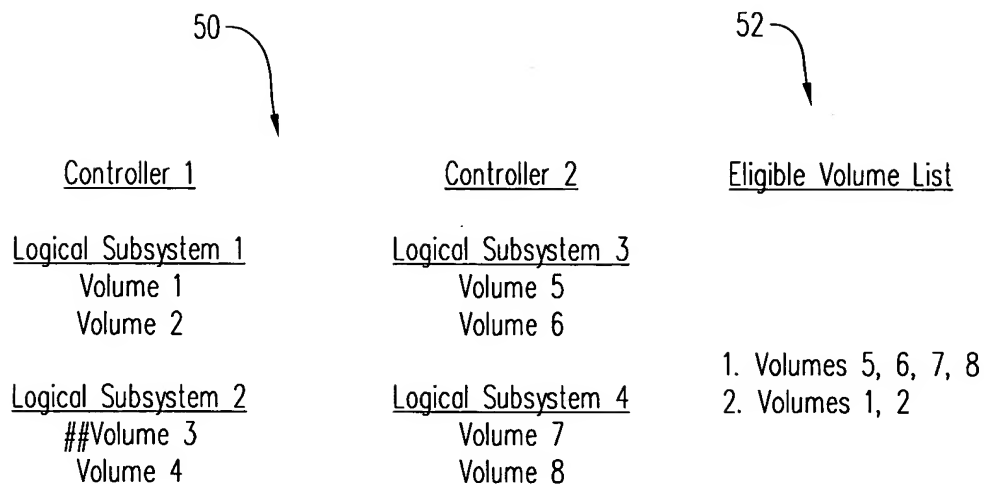 50
52
Controller 1
Controller 2
Eligible Volume List
Logical Subsystem 1
Volume 1
Volume 2
Logical Subsystem 3
Volume 5
Volume 6
Logical Subsystem 2
##Volume 3
Volume 4
Logical Subsystem 4
Volume 7
Volume 8
1. Volumes 5, 6, 7, 8
2. Volumes 1, 2